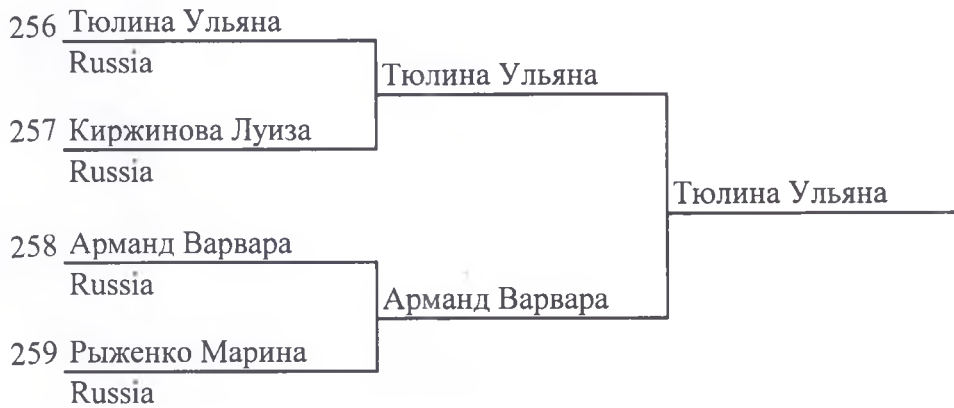 256 Тюлина Ульяна
Russia
Тюлина Ульяна
257 Киржинова Луиза
Russia
Тюлина Ульяна
258 Арманд Варвара
Russia
Арманд Варвара
259 Рыженко Марина
Russia